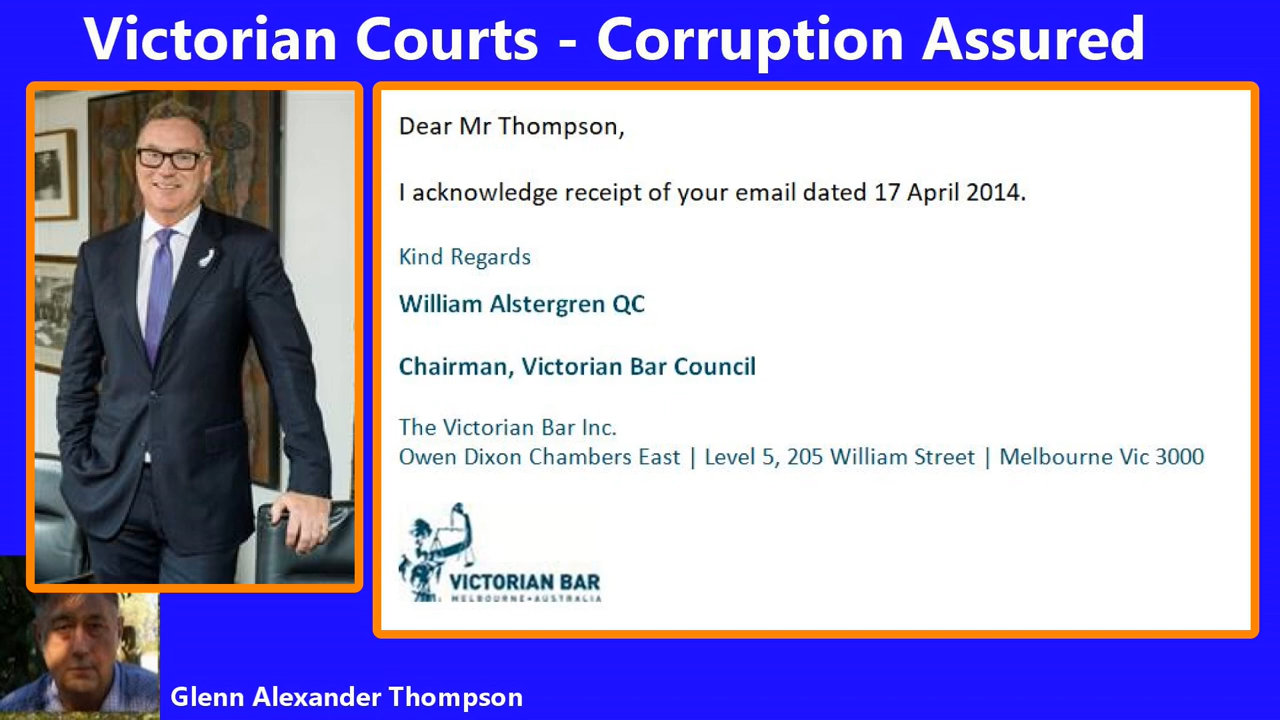 Victorian Courts - Corruption Assured
Dear Mr Thompson,
I acknowledge receipt of your email dated 17 April 2014.
Kind Regards
William Alstergren QC
Chairman, Victorian Bar Council
The Victorian Bar Inc.
Owen Dixon Chambers East | Level 5, 205 William Street | Melbourne Vic 3000
VICTORIAN BAR
MELBOURNE • AUSTRALIA
Glenn Alexander Thompson